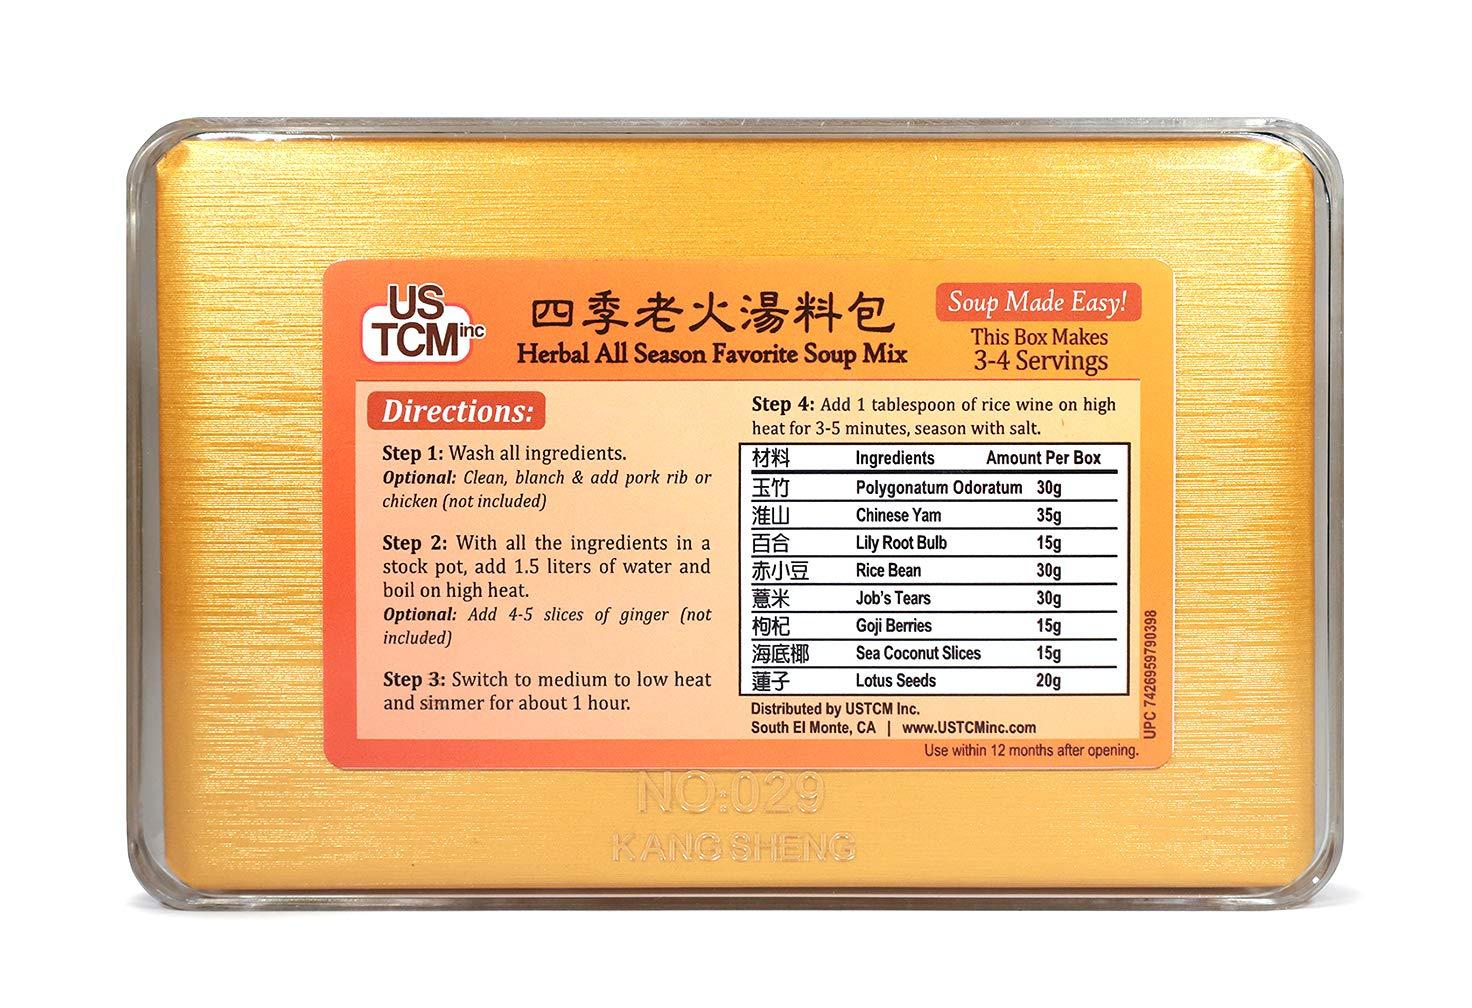 US
TCM inc
四季老火湯料包
Herbal All Season Favorite Soup Mix
Soup Made Easy!
This Box Makes
3-4 Servings
Directions:
Step 1: Wash all ingredients.
Optional: Clean, blanch & add pork rib or
chicken (not included)
Step 2: With all the ingredients in a
stock pot, add 1.5 liters of water and
boil on high heat.
Optional: Add 4-5 slices of ginger (not
included)
Step 3: Switch to medium to low heat
and simmer for about 1 hour.
Step 4: Add 1 tablespoon of rice wine on high
heat for 3-5 minutes, season with salt.
材料 Ingredients Amount Per Box
玉竹 Polygonatum Odoratum 30g
淮山 Chinese Yam 35g
百合 Lily Root Bulb 15g
赤小豆 Rice Bean 30g
薏米 Job's Tears 30g
枸杞 Goji Berries 15g
海底椰 Sea Coconut Slices 15g
蓮子 Lotus Seeds 20g
Distributed by USTCM Inc.
South El Monte, CA | www.USTCMinc.com
Use within 12 months after opening.
UPC 742695979039​8
NO:029
KANG SHENG